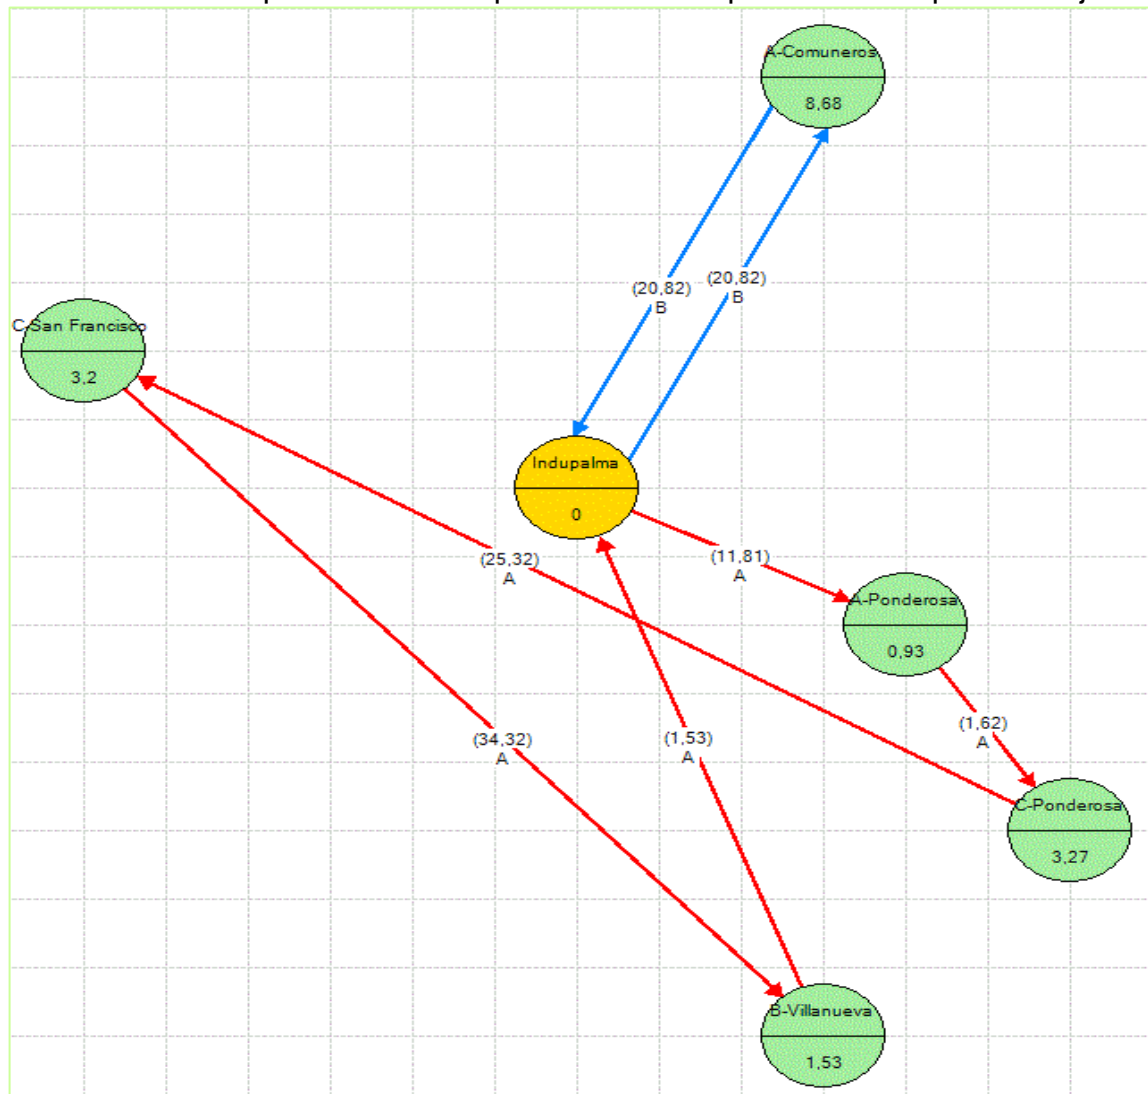 A-Comuneros
8,68
(20,82)
B
(20,82)
B
C-San Francisco
3,2
Indupalma
0
(25,32)
A
(11,81)
A
A-Ponderosa
0,93
(34,32)
A
(1,53)
A
(1,62)
A
C-Ponderosa
3,27
B-Villanueva
1,53